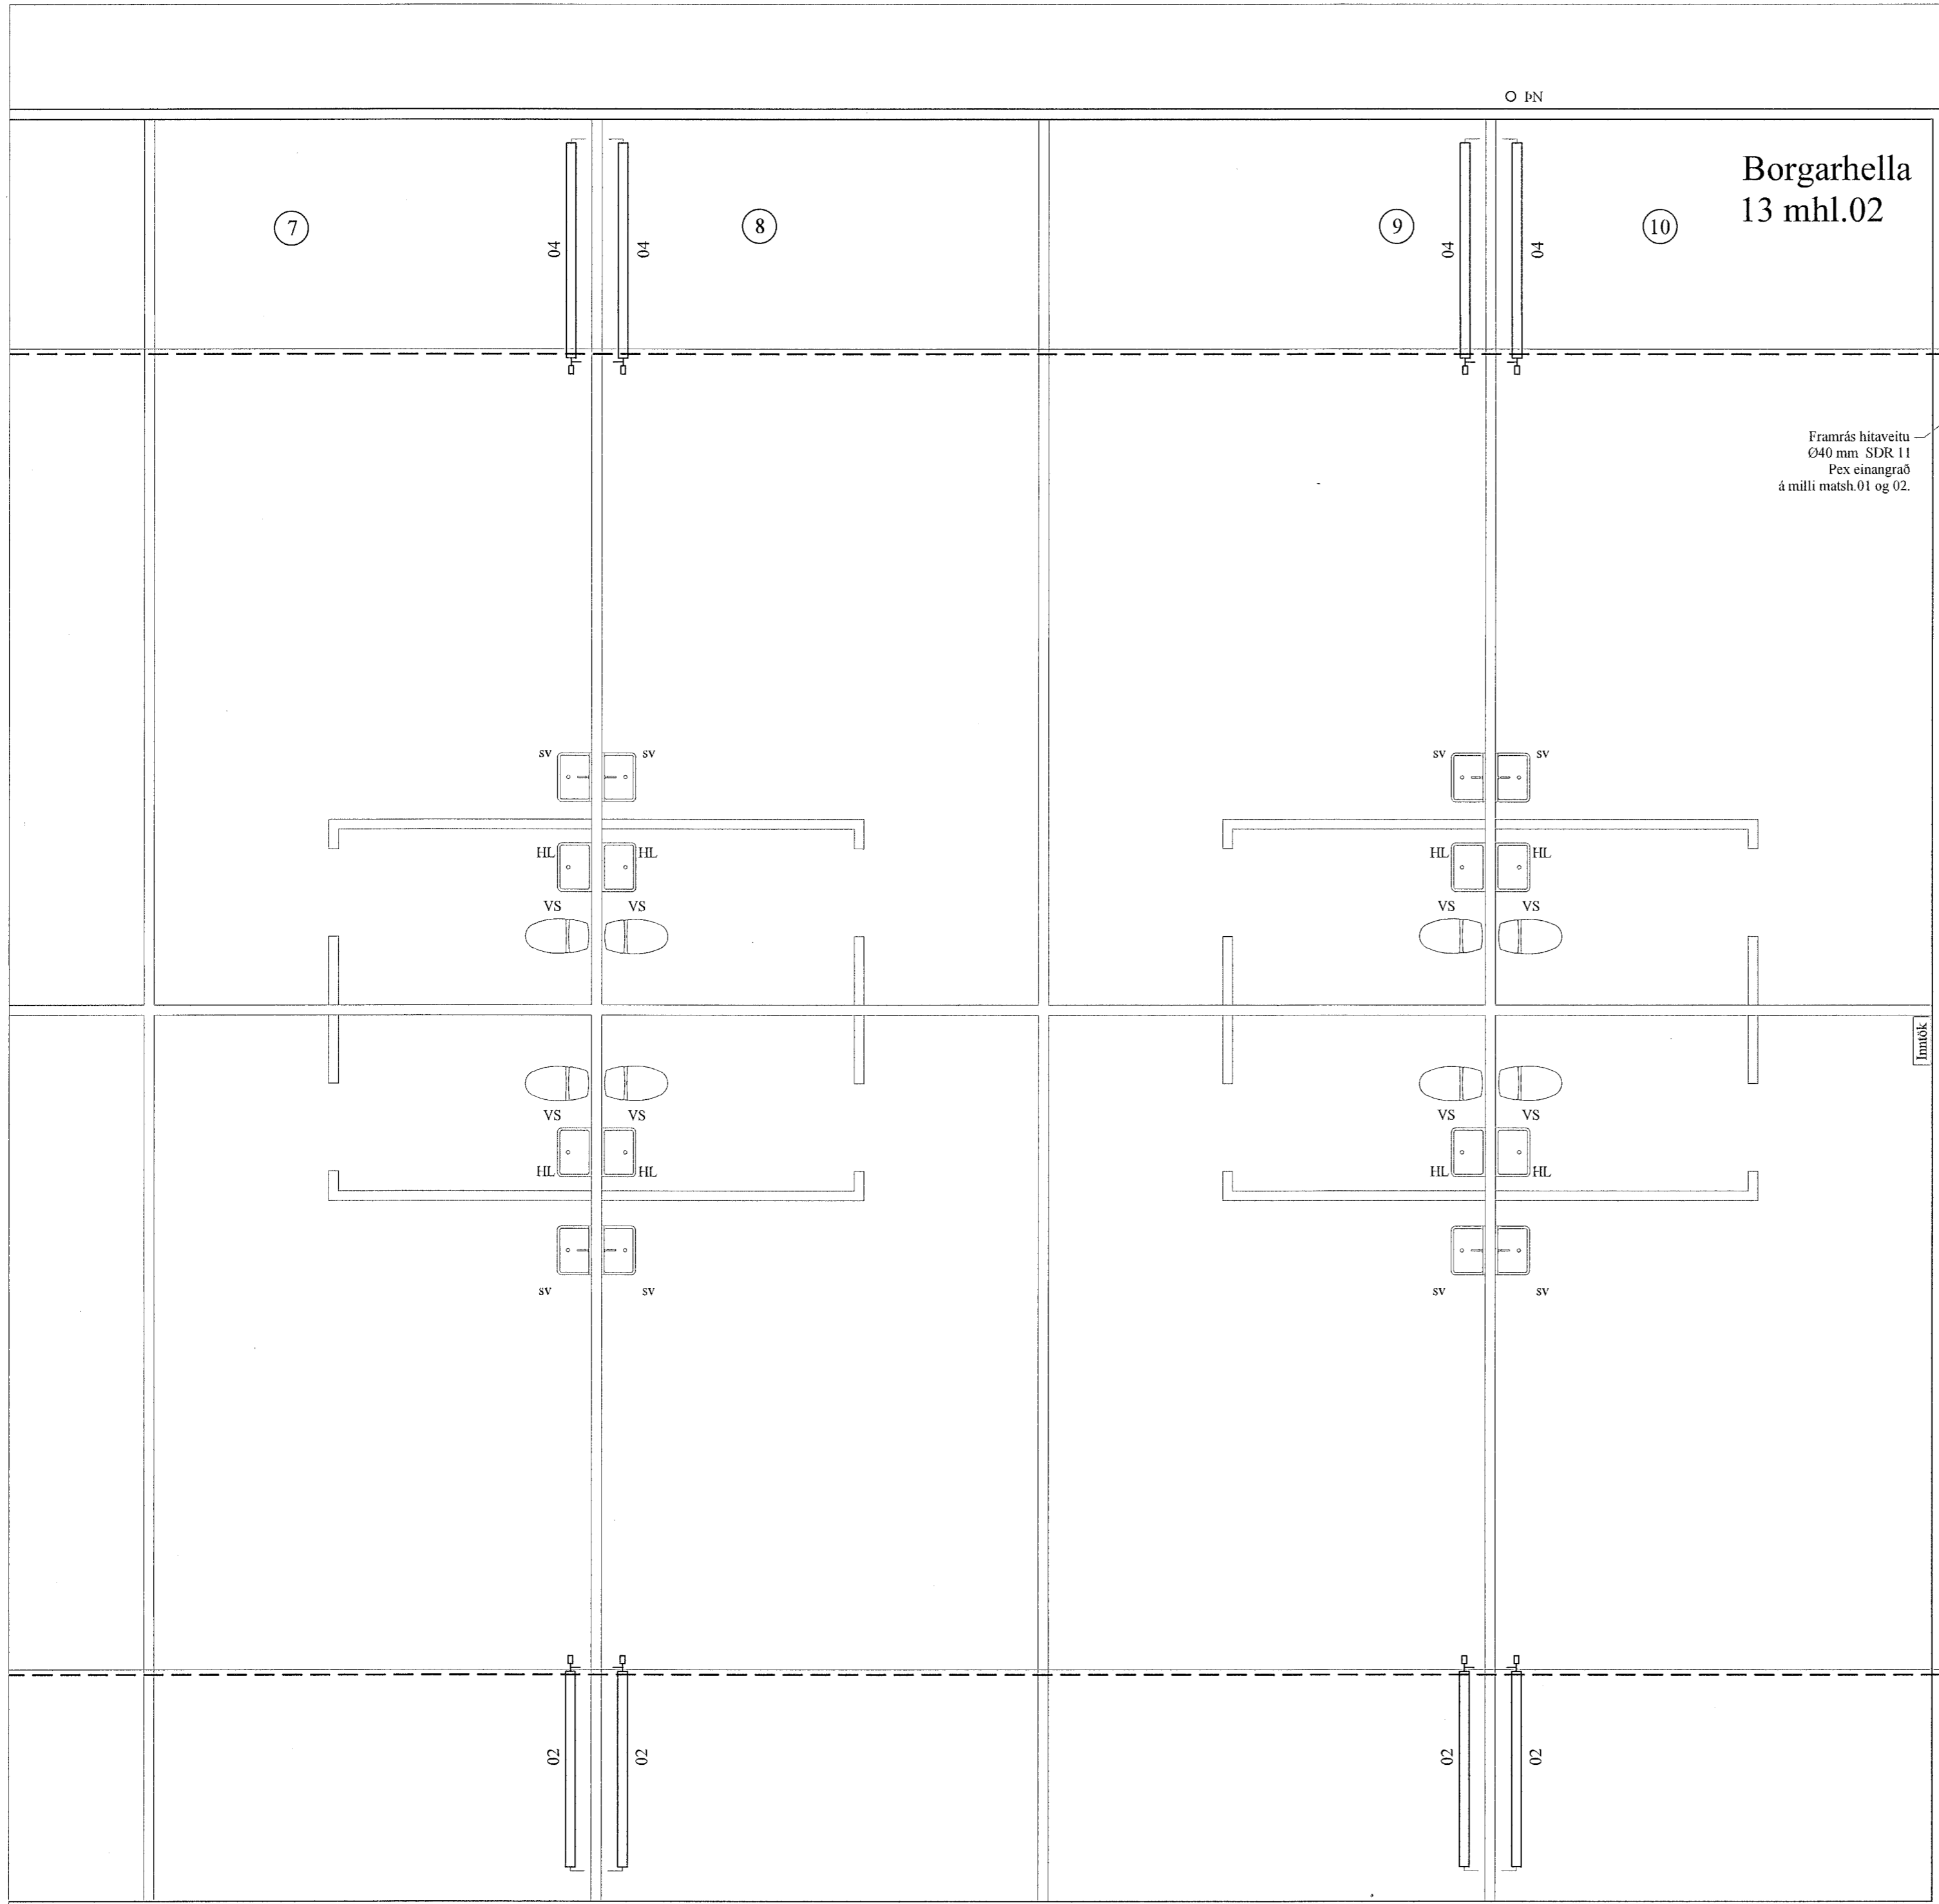 ÞN
Borgarhella
13 mhl.02
7
8
9
10
04
04
04
04
Framrás hitaveitu
Ø40 mm SDR 11
Pex einangrað
á milli matsh.01 og 02.
sv
sv
sv
sv
HL
HL
HL
HL
VS
VS
VS
VS
Inntök
VS
VS
VS
VS
HL
HL
HL
HL
sv
sv
sv
sv
02
02
02
02